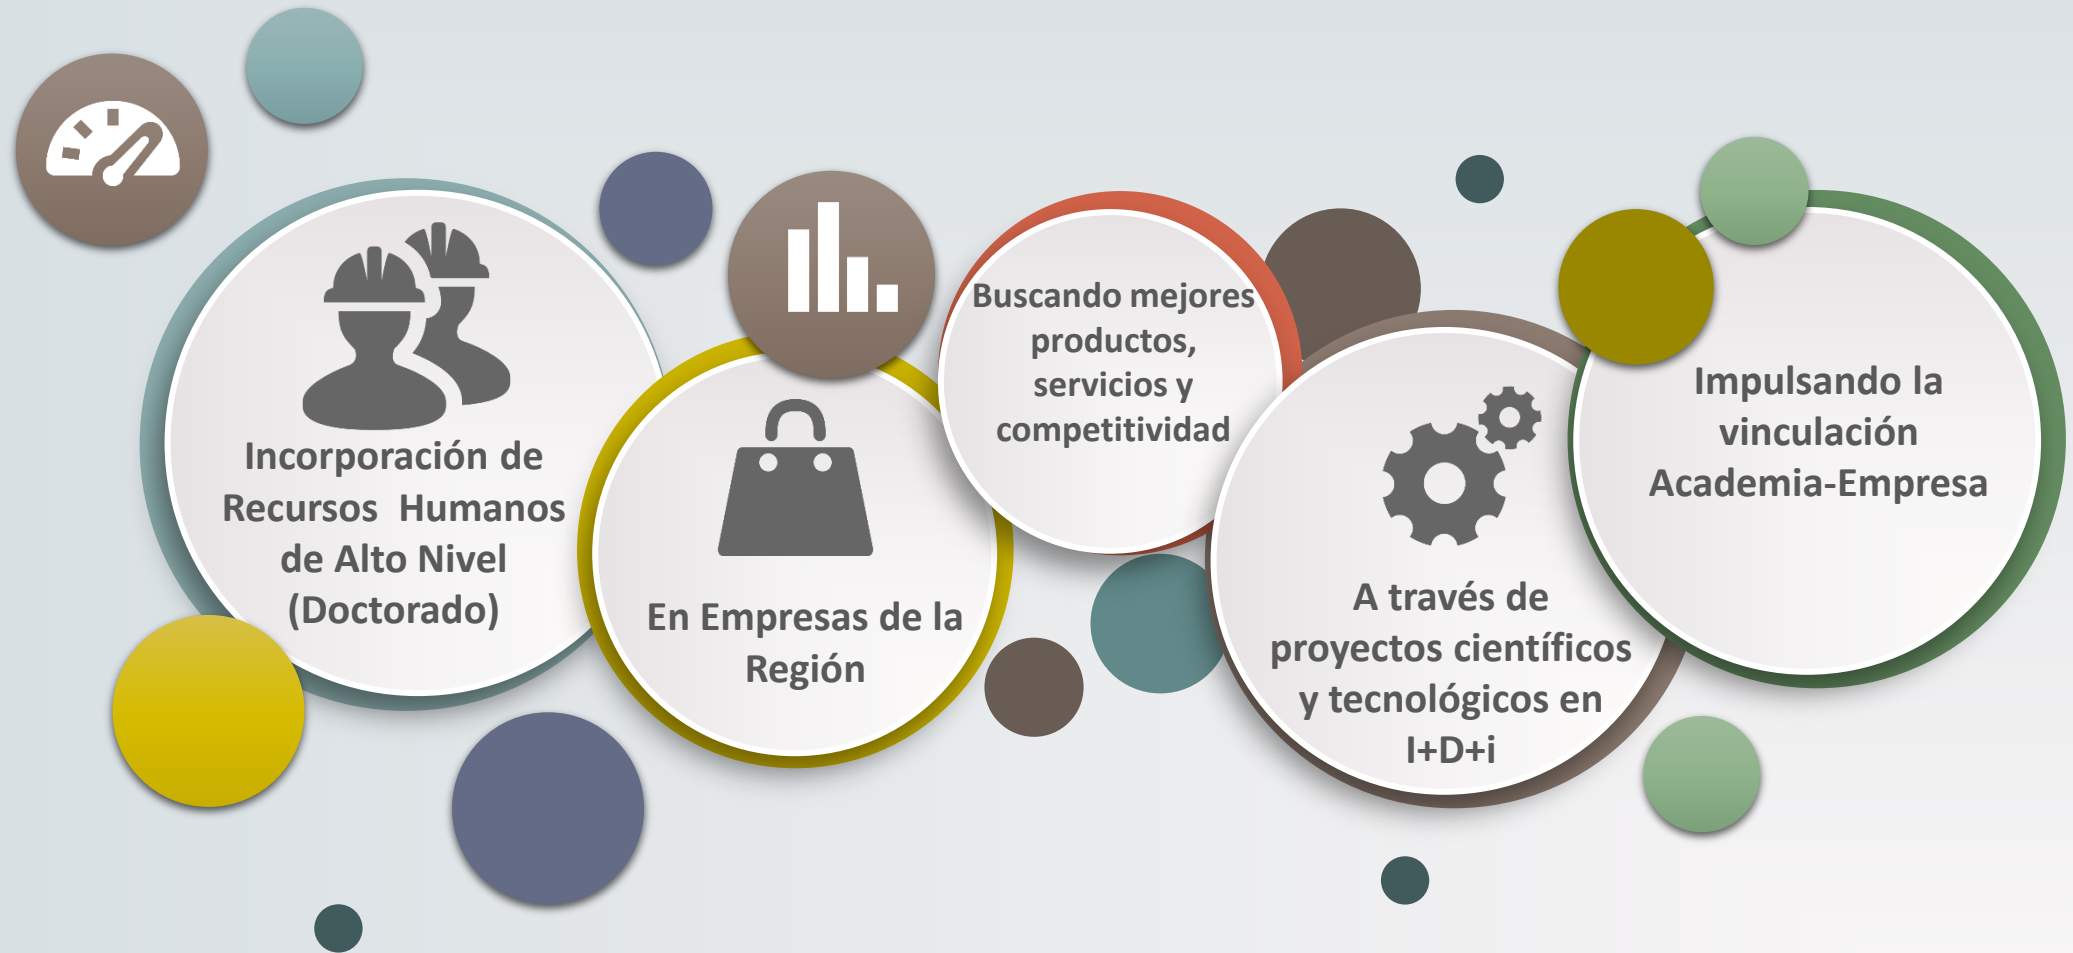 Incorporación de
Recursos Humanos
de Alto Nivel
(Doctorado)
En Empresas de la
Región
Buscando mejores
productos,
servicios y
competitividad
A través de
proyectos científicos
y tecnológicos en
I+D+i
Impulsando la
vinculación
Academia-Empresa